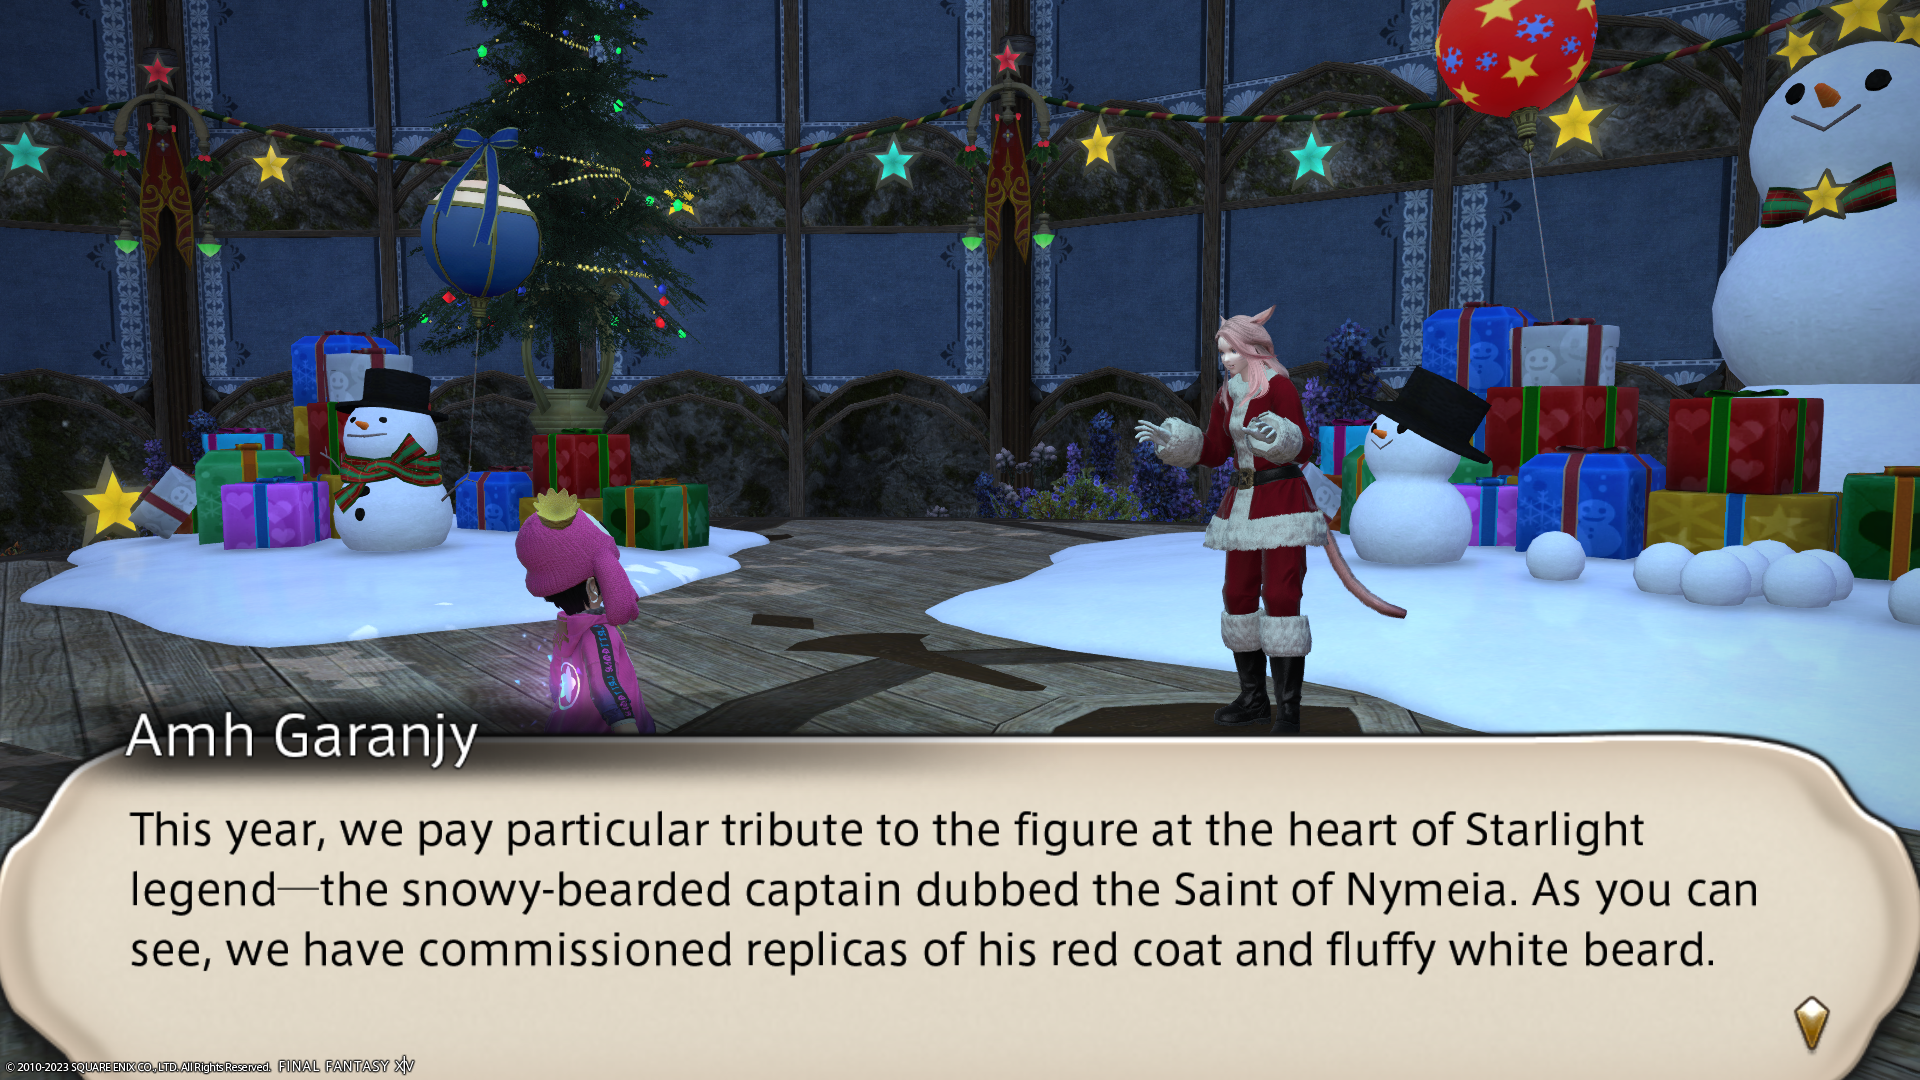 Amh Garanjy
This year, we pay particular tribute to the figure at the heart of Starlight
legend—the snowy-bearded captain dubbed the Saint of Nymeia. As you can
see, we have commissioned replicas of his red coat and fluffy white beard.
© 2010-2023 SQUARE ENIX CO., LTD. All Rights Reserved. FINAL FANTASY XIV